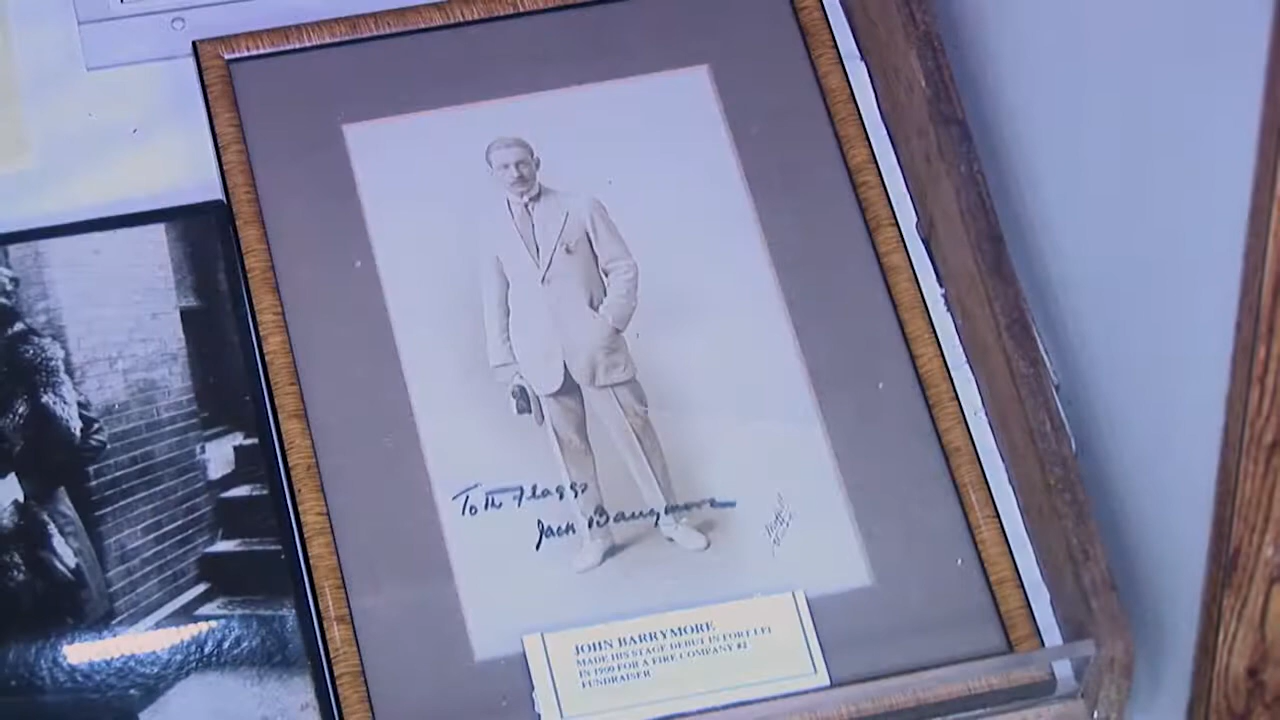 To the Flaggs
Jack Barrymore
JOHN BARRYMORE
MADE HIS STAGE DEBUT IN FORT LEE
IN 1900 FOR A FIRE COMPANY #2
FUNDRAISER